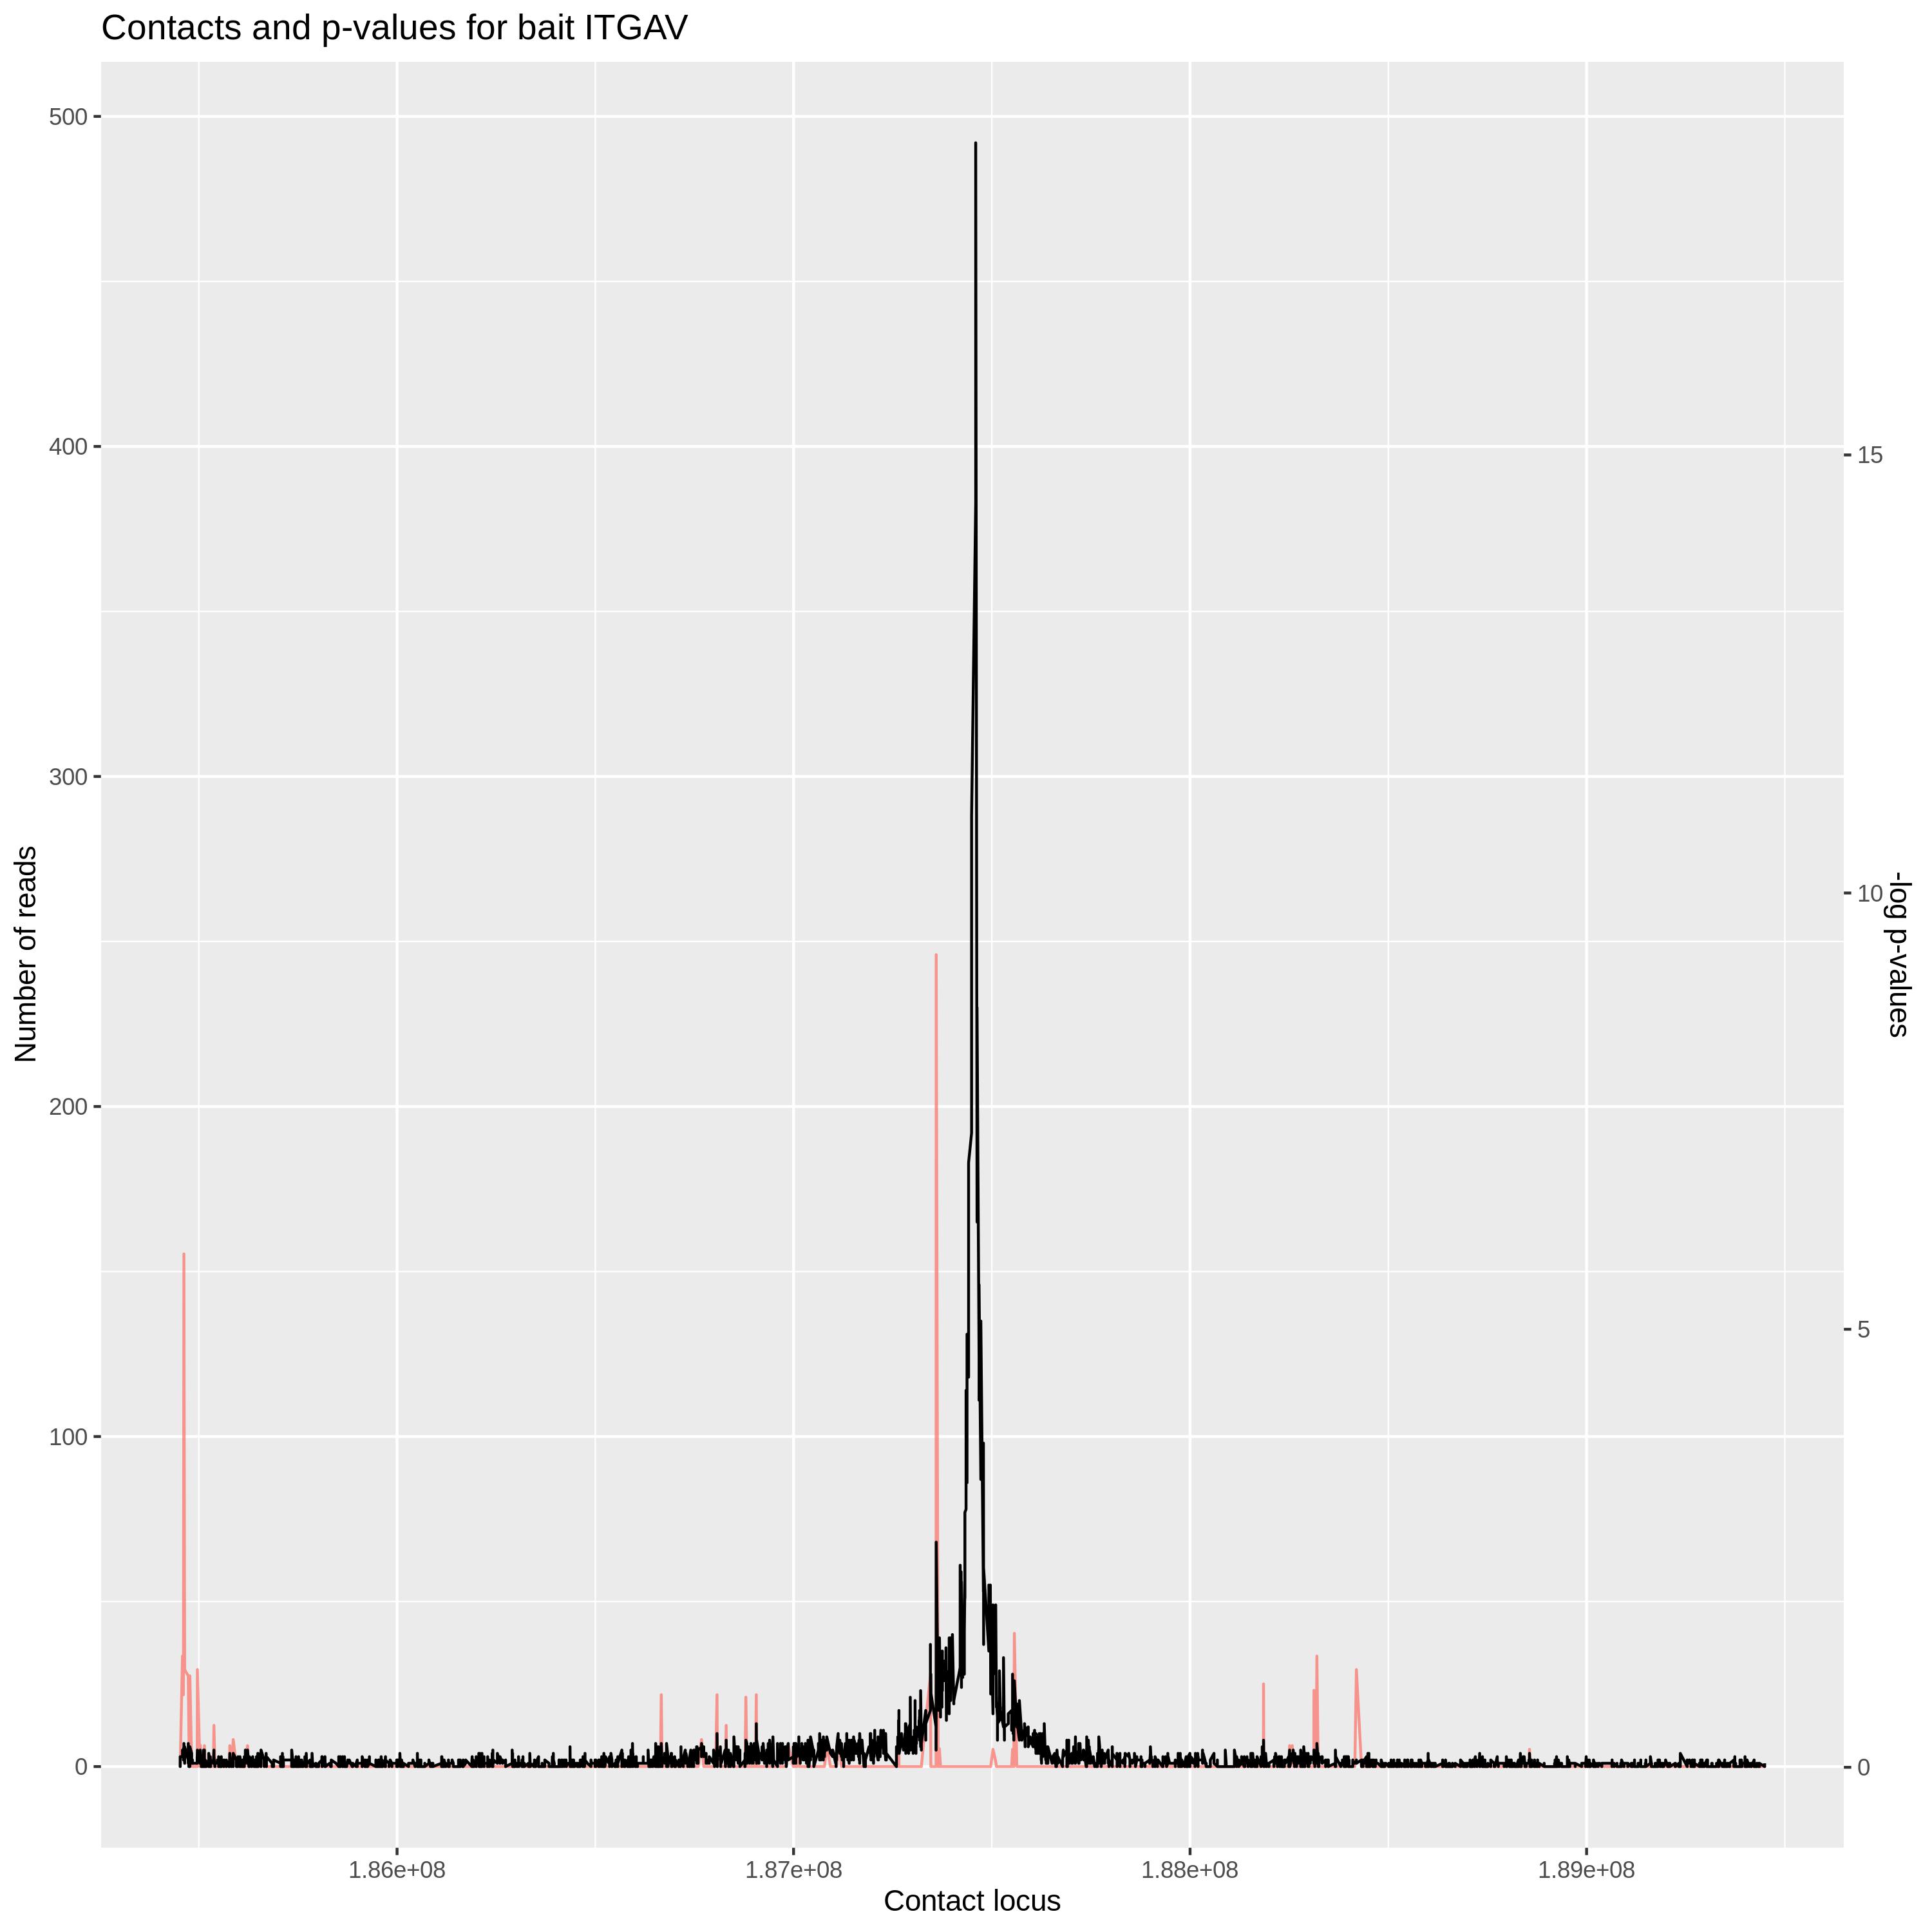 Contacts and p-values for bait ITGAV
500
400
300
200
100
0
Number of reads
15
10
5
0
-log p-values
1.86e+08
1.87e+08
1.88e+08
1.89e+08
Contact locus